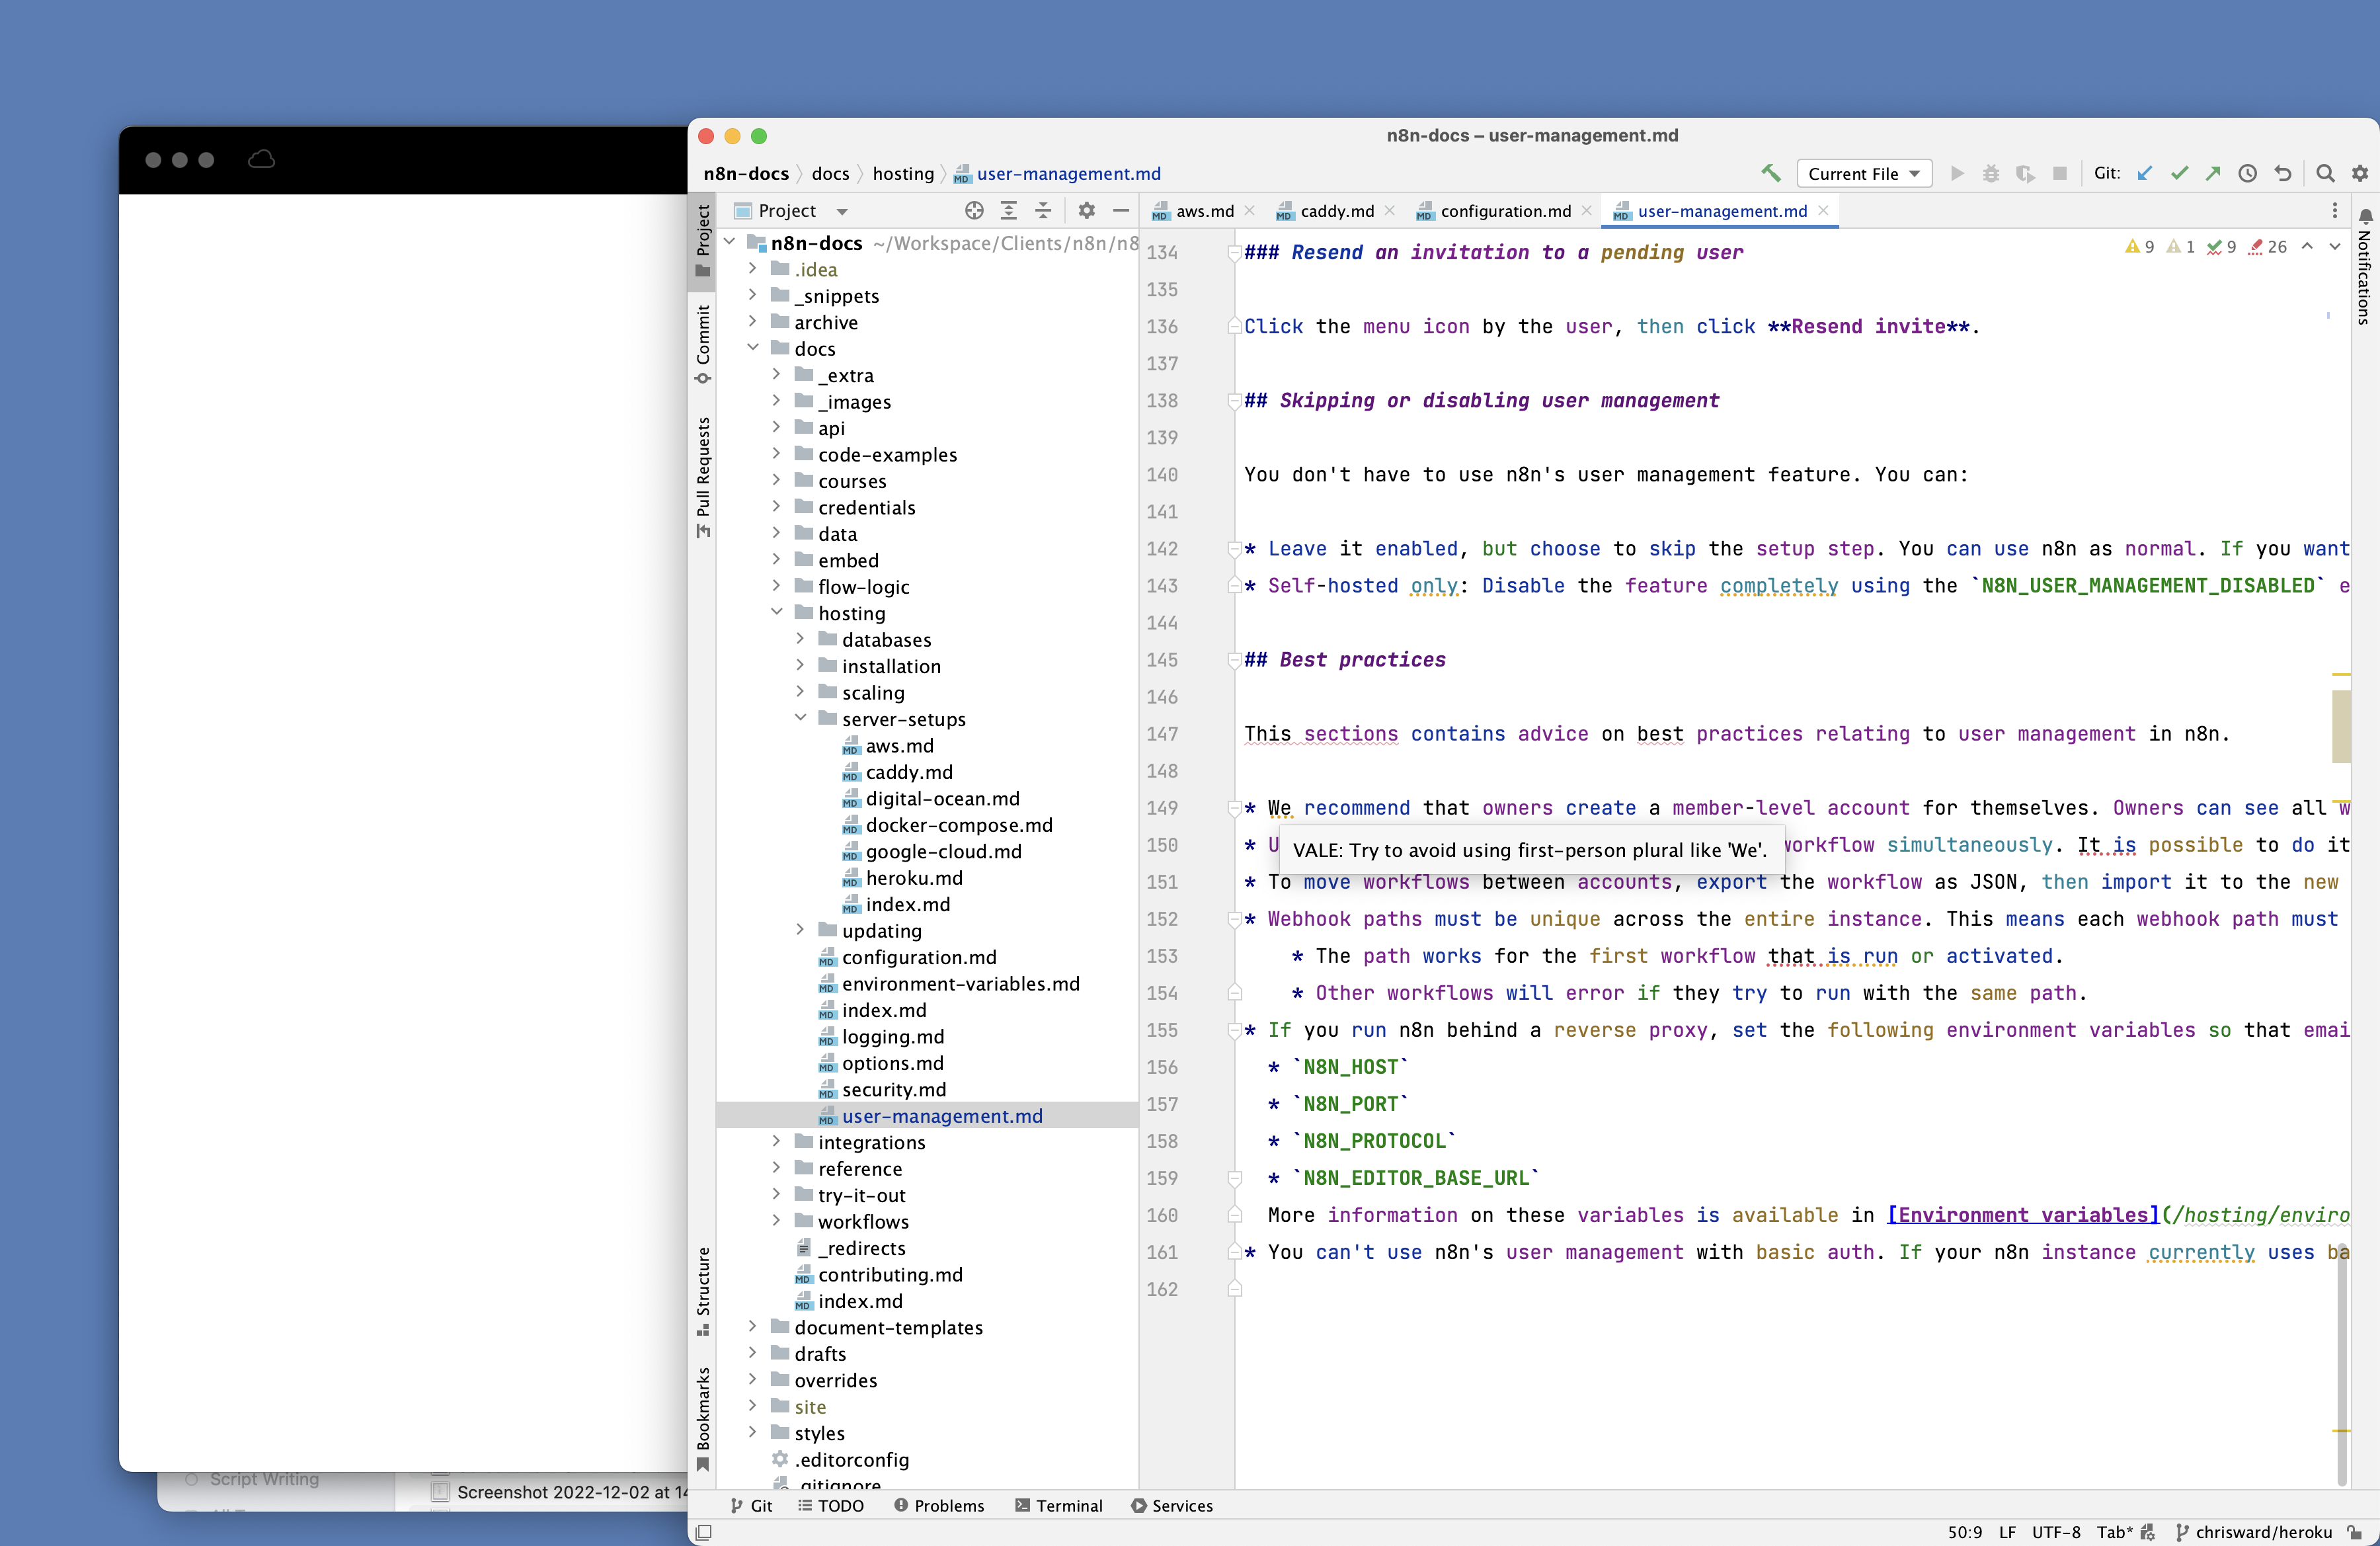 n8n-docs – user-management.md
n8n-docs docs hosting user-management.md
Current File Git:
Project
aws.md caddy.md configuration.md user-management.md
Project
Commit
Pull Requests
Structure
Bookmarks
Notifications
n8n-docs ~/Workspace/Clients/n8n/n8
.idea
_snippets
archive
docs
_extra
_images
api
code-examples
courses
credentials
data
embed
flow-logic
hosting
databases
installation
scaling
server-setups
aws.md
caddy.md
digital-ocean.md
docker-compose.md
google-cloud.md
heroku.md
index.md
updating
configuration.md
environment-variables.md
index.md
logging.md
options.md
security.md
user-management.md
integrations
reference
try-it-out
workflows
_redirects
contributing.md
index.md
document-templates
drafts
overrides
site
styles
.editorconfig
.gitignore
9 1 9 26
134 ### Resend an invitation to a pending user
135
136 Click the menu icon by the user, then click **Resend invite**.
137
138 ## Skipping or disabling user management
139
140 You don't have to use n8n's user management feature. You can:
141
142 * Leave it enabled, but choose to skip the setup step. You can use n8n as normal. If you want
143 * Self-hosted only: Disable the feature completely using the `N8N_USER_MANAGEMENT_DISABLED` e
144
145 ## Best practices
146
147 This sections contains advice on best practices relating to user management in n8n.
148
149 * We recommend that owners create a member-level account for themselves. Owners can see all w
150 * U workflow simultaneously. It is possible to do it
VALE: Try to avoid using first-person plural like 'We'.
151 * To move workflows between accounts, export the workflow as JSON, then import it to the new
152 * Webhook paths must be unique across the entire instance. This means each webhook path must
153 * The path works for the first workflow that is run or activated.
154 * Other workflows will error if they try to run with the same path.
155 * If you run n8n behind a reverse proxy, set the following environment variables so that emai
156 * `N8N_HOST`
157 * `N8N_PORT`
158 * `N8N_PROTOCOL`
159 * `N8N_EDITOR_BASE_URL`
160 More information on these variables is available in [Environment variables](/hosting/enviro
161 * You can't use n8n's user management with basic auth. If your n8n instance currently uses ba
162
Script Writing
Screenshot 2022-12-02 at 14
Git TODO Problems Terminal Services
50:9 LF UTF-8 Tab* chrisward/heroku